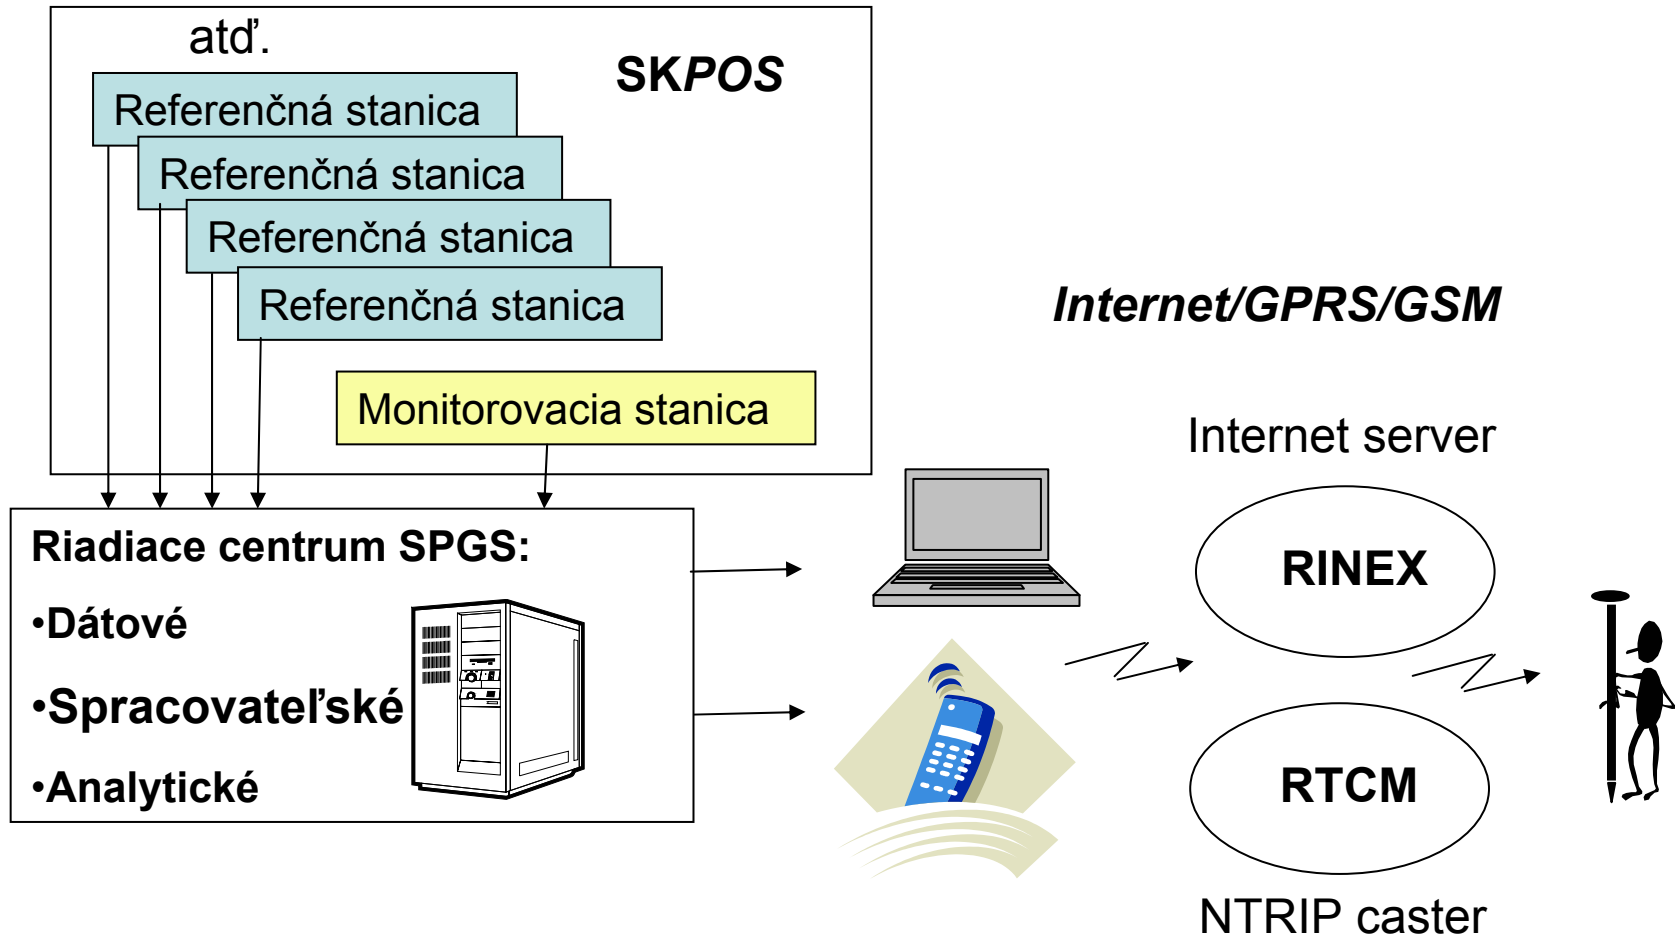 atď.
SKPOS
Referenčná stanica
Referenčná stanica
Referenčná stanica
Referenčná stanica
Monitorovacia stanica
Riadiace centrum SPGS:
•Dátové
•Spracovateľské
•Analytické
Internet/GPRS/GSM
Internet server
RINEX
RTCM
NTRIP caster